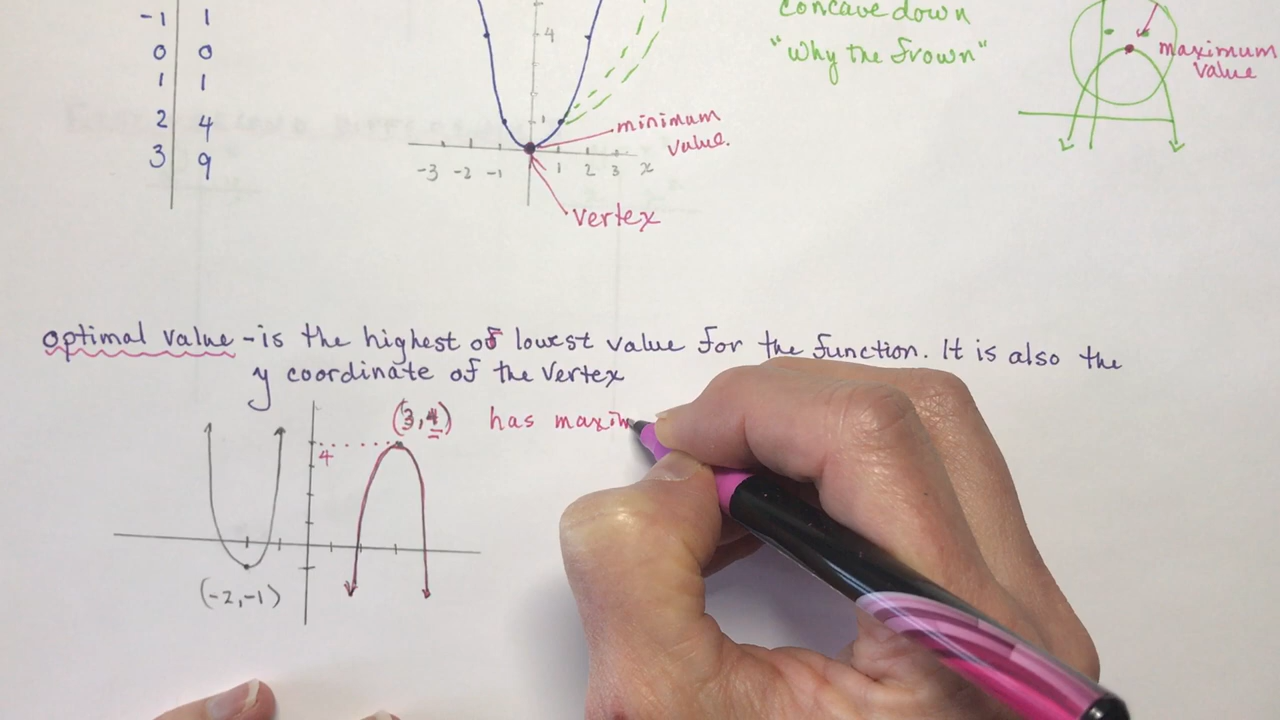 -1 1
0 0
1 1
2 4
3 9
4
1
-3 -2 -1 1 2 3 x
minimum
value.
vertex
concave down
"Why the frown"
maximum
value
optimal value - is the highest of lowest value for the function. It is also the
y coordinate of the vertex
(3,4) has maxim
4
(-2,-1)